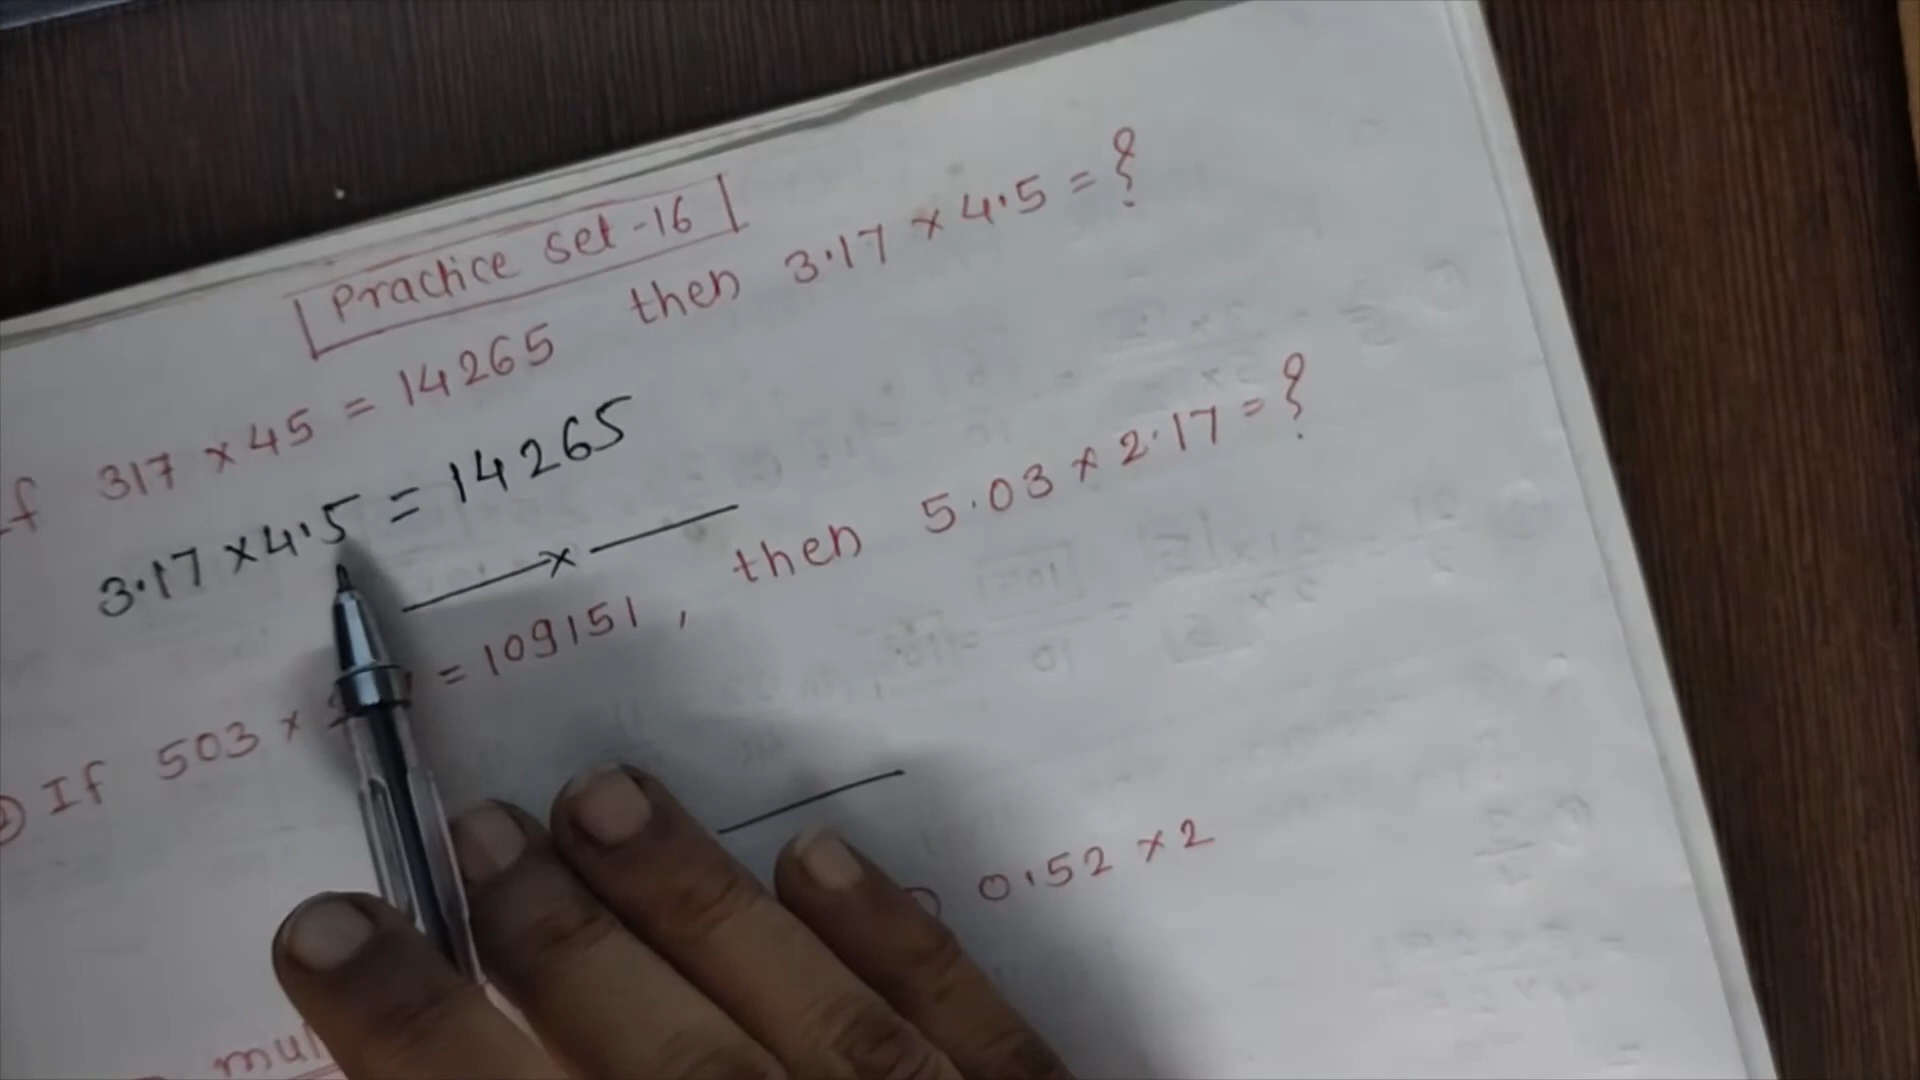 Practice Set-16
If 317 × 45 = 14265 then 3.17 × 4.5 = ?
3.17 × 4.5 = 14265
×
If 503 × = 109151 , then 5.03 × 2.17 = ?
0.52 × 2
mul